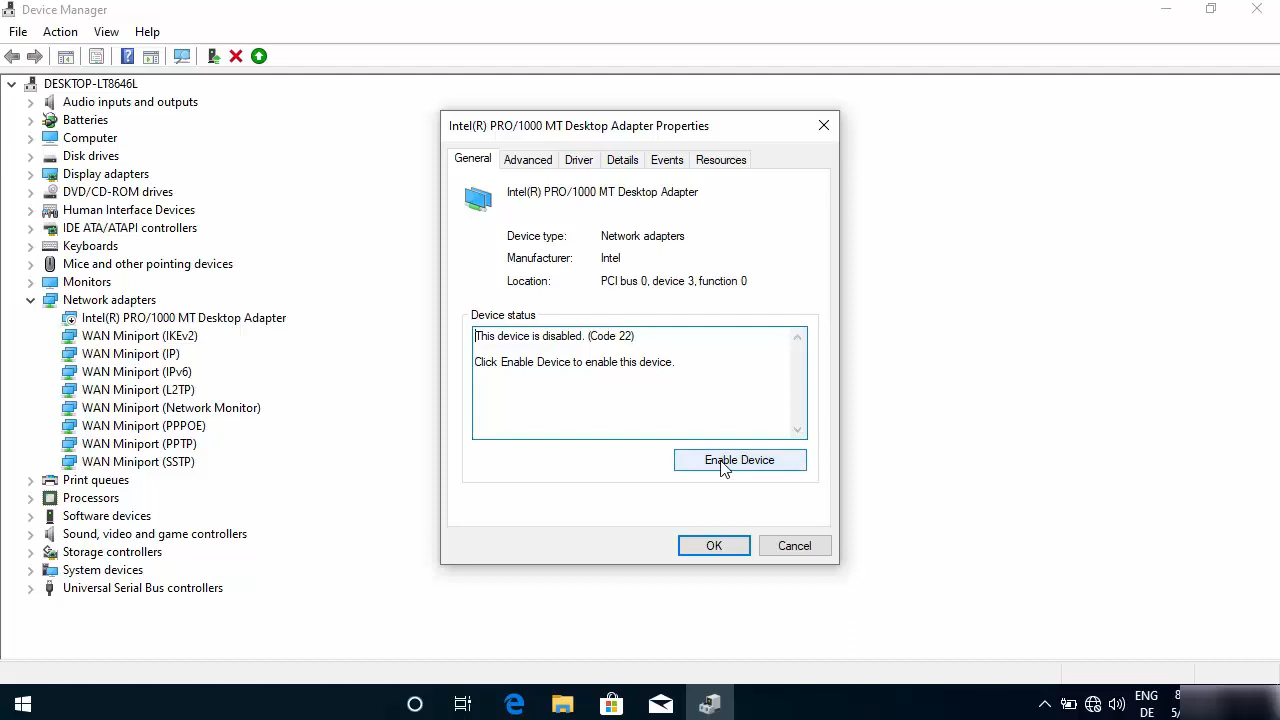 Device Manager
File Action View Help
DESKTOP-LT8646L
Audio inputs and outputs
Batteries
Computer
Disk drives
Display adapters
DVD/CD-ROM drives
Human Interface Devices
IDE ATA/ATAPI controllers
Keyboards
Mice and other pointing devices
Monitors
Network adapters
Intel(R) PRO/1000 MT Desktop Adapter
WAN Miniport (IKEv2)
WAN Miniport (IP)
WAN Miniport (IPv6)
WAN Miniport (L2TP)
WAN Miniport (Network Monitor)
WAN Miniport (PPPOE)
WAN Miniport (PPTP)
WAN Miniport (SSTP)
Print queues
Processors
Software devices
Sound, video and game controllers
Storage controllers
System devices
Universal Serial Bus controllers
Intel(R) PRO/1000 MT Desktop Adapter Properties
General Advanced Driver Details Events Resources
Intel(R) PRO/1000 MT Desktop Adapter
Device type: Network adapters
Manufacturer: Intel
Location: PCI bus 0, device 3, function 0
Device status
This device is disabled. (Code 22)
Click Enable Device to enable this device.
Enable Device
OK Cancel
ENG
DE